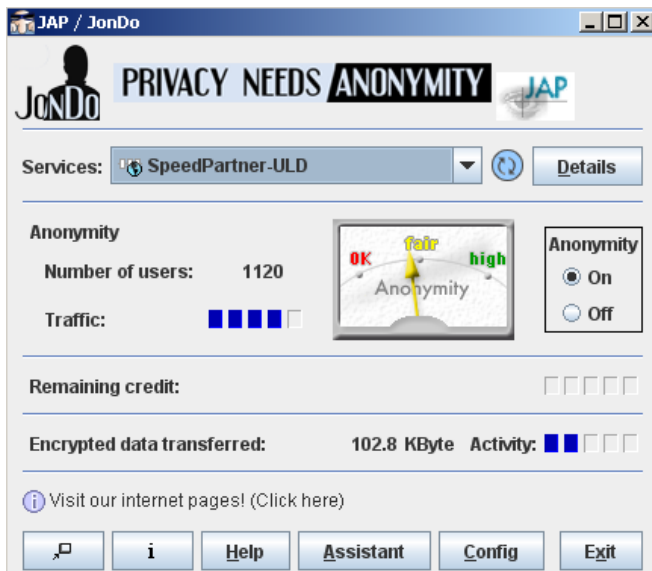 JAP / JonDo
JONDO PRIVACY NEEDS ANONYMITY JAP
Services: SpeedPartner-ULD Details
Anonymity
Number of users: 1120
Traffic:
OK fair high
Anonymity
Anonymity
On
Off
Remaining credit:
Encrypted data transferred: 102.8 KByte Activity:
i Visit our internet pages! (Click here)
i Help Assistant Config Exit